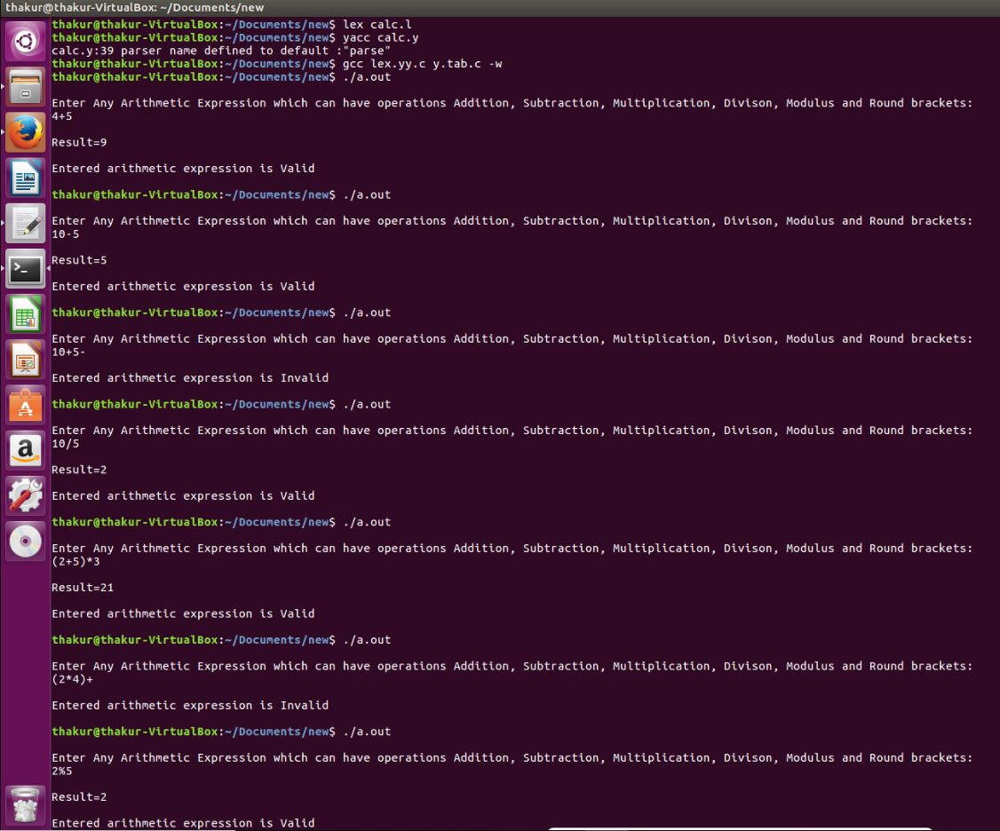 thakur@thakur-VirtualBox: ~/Documents/new
thakur@thakur-VirtualBox:~/Documents/new$ lex calc.l
thakur@thakur-VirtualBox:~/Documents/new$ yacc calc.y
calc.y:39 parser name defined to default :"parse"
thakur@thakur-VirtualBox:~/Documents/new$ gcc lex.yy.c y.tab.c -w
thakur@thakur-VirtualBox:~/Documents/new$ ./a.out
Enter Any Arithmetic Expression which can have operations Addition, Subtraction, Multiplication, Divison, Modulus and Round brackets:
4+5
Result=9
Entered arithmetic expression is Valid
thakur@thakur-VirtualBox:~/Documents/new$ ./a.out
Enter Any Arithmetic Expression which can have operations Addition, Subtraction, Multiplication, Divison, Modulus and Round brackets:
10-5
Result=5
Entered arithmetic expression is Valid
thakur@thakur-VirtualBox:~/Documents/new$ ./a.out
Enter Any Arithmetic Expression which can have operations Addition, Subtraction, Multiplication, Divison, Modulus and Round brackets:
10+5-
Entered arithmetic expression is Invalid
thakur@thakur-VirtualBox:~/Documents/new$ ./a.out
Enter Any Arithmetic Expression which can have operations Addition, Subtraction, Multiplication, Divison, Modulus and Round brackets:
10/5
Result=2
Entered arithmetic expression is Valid
thakur@thakur-VirtualBox:~/Documents/new$ ./a.out
Enter Any Arithmetic Expression which can have operations Addition, Subtraction, Multiplication, Divison, Modulus and Round brackets:
(2+5)*3
Result=21
Entered arithmetic expression is Valid
thakur@thakur-VirtualBox:~/Documents/new$ ./a.out
Enter Any Arithmetic Expression which can have operations Addition, Subtraction, Multiplication, Divison, Modulus and Round brackets:
(2*4)+
Entered arithmetic expression is Invalid
thakur@thakur-VirtualBox:~/Documents/new$ ./a.out
Enter Any Arithmetic Expression which can have operations Addition, Subtraction, Multiplication, Divison, Modulus and Round brackets:
2%5
Result=2
Entered arithmetic expression is Valid